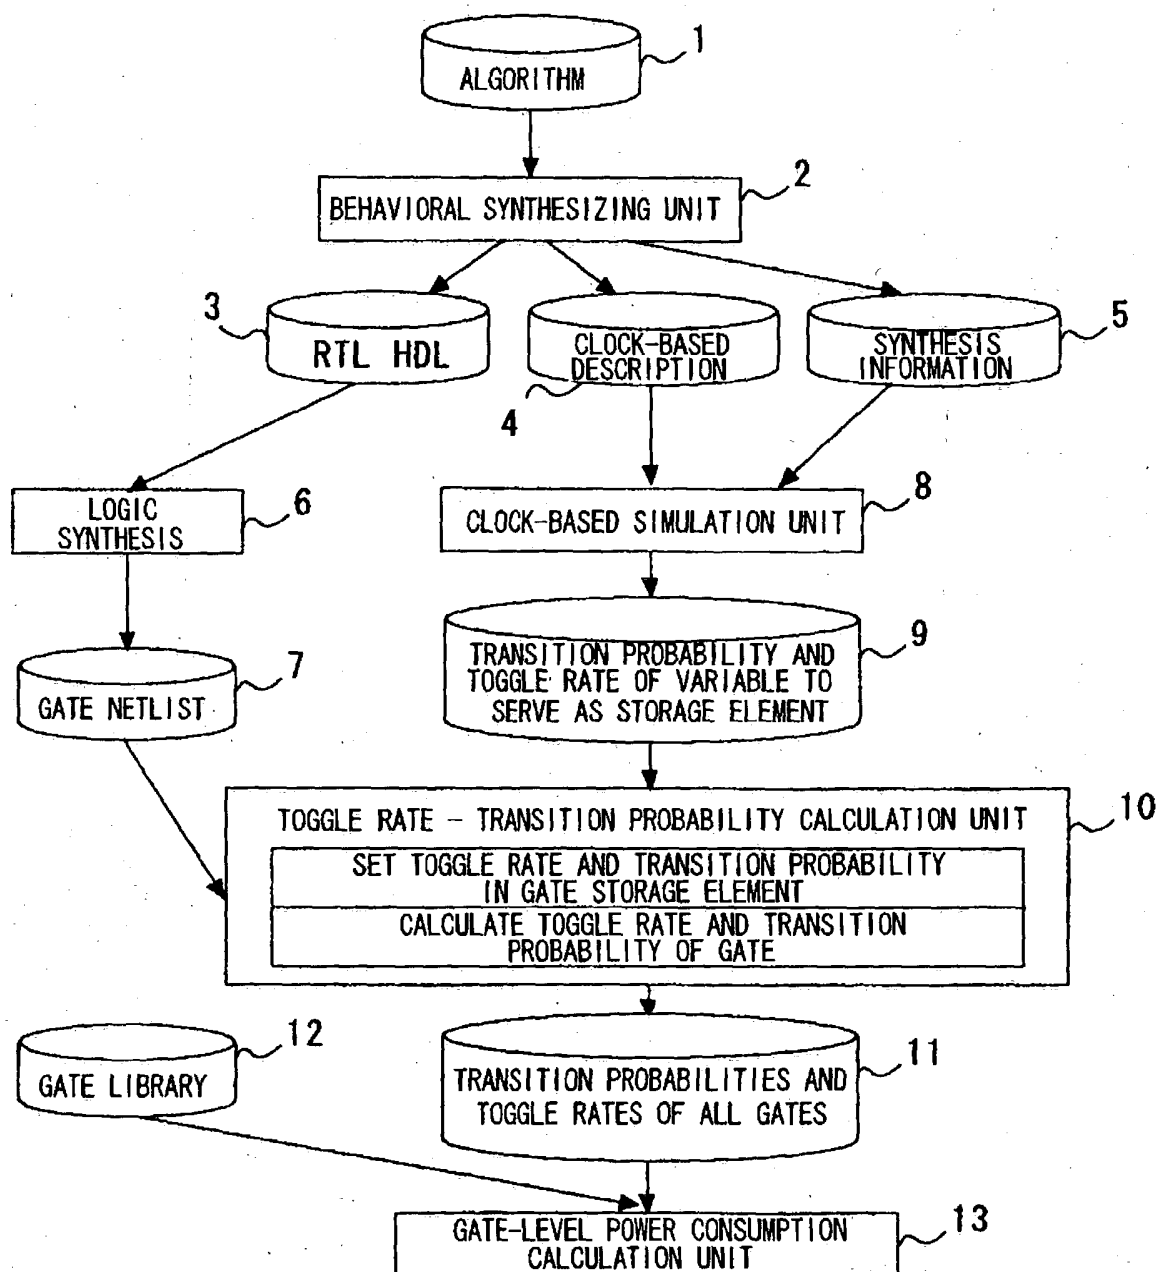 1
ALGORITHM
2
BEHAVIORAL SYNTHESIZING UNIT
3
RTL HDL
CLOCK-BASED
DESCRIPTION
4
SYNTHESIS
INFORMATION
5
LOGIC
SYNTHESIS
6
CLOCK-BASED SIMULATION UNIT
8
GATE NETLIST
7
TRANSITION PROBABILITY AND
TOGGLE RATE OF VARIABLE TO
SERVE AS STORAGE ELEMENT
9
TOGGLE RATE – TRANSITION PROBABILITY CALCULATION UNIT
10
SET TOGGLE RATE AND TRANSITION PROBABILITY
IN GATE STORAGE ELEMENT
CALCULATE TOGGLE RATE AND TRANSITION
PROBABILITY OF GATE
12
GATE LIBRARY
11
TRANSITION PROBABILITIES AND
TOGGLE RATES OF ALL GATES
GATE-LEVEL POWER CONSUMPTION
CALCULATION UNIT
13